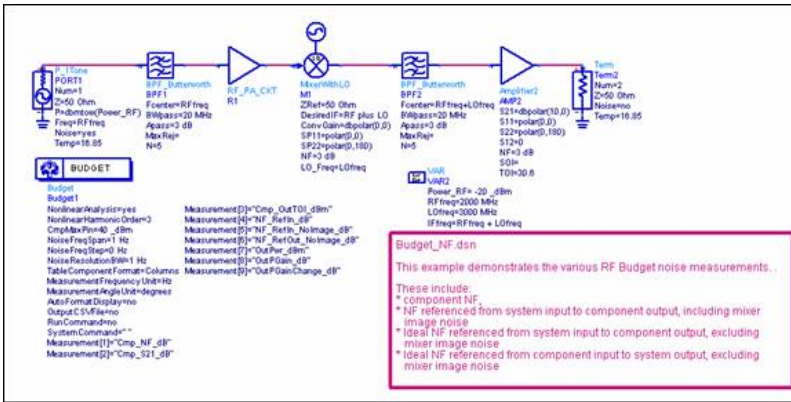 P_1Tone
PORT1
Num=1
Z=50 Ohm
P=dbmtow(Power_RF)
Freq=RFfreq
Noise=yes
Temp=16.85
BPF_Butterworth
BPF1
Fcenter=RFfreq
BWpass=20 MHz
Apass=3 dB
MaxRej=
N=5
RF_PA_CKT
R1
MixerWithLO
M1
ZRef=50 Ohm
DesiredIF=RF plus LO
ConvGain=dbpolar(0,0)
SP11=polar(0,0)
SP22=polar(0,180)
NF=3 dB
LO_Freq=LOfreq
BPF_Butterworth
BPF2
Fcenter=RFfreq+LOfreq
BWpass=20 MHz
Apass=3 dB
MaxRej=
N=5
Amplifier2
AMP2
S21=dbpolar(10,0)
S11=polar(0,0)
S22=polar(0,180)
S12=0
NF=3 dB
SOI=
TOI=30.6
Term
Term2
Num=2
Z=50 Ohm
Noise=no
Temp=16.85
BUDGET
Budget
Budget1
NonlinearAnalysis=yes
NonlinearHarmonicOrder=3
CmpMaxPin=40 _dBm
NoiseFreqSpan=1 Hz
NoiseFreqStep=0 Hz
NoiseResolutionBW=1 Hz
TableComponentFormat=Columns
MeasurementFrequencyUnit=Hz
MeasurementAngleUnit=degrees
AutoFormatDisplay=no
OutputCSVFile=no
RunCommand=no
SystemCommand=" "
Measurement[1]="Cmp_NF_dB"
Measurement[2]="Cmp_S21_dB"
Measurement[3]="Cmp_OutTOI_dBm"
Measurement[4]="NF_RefIn_dB"
Measurement[5]="NF_RefIn_NoImage_dB"
Measurement[6]="NF_RefOut_NoImage_dB"
Measurement[7]="OutPwr_dBm"
Measurement[8]="OutPGain_dB"
Measurement[9]="OutPGainChange_dB"
VAR
VAR2
Power_RF= -20 _dBm
RFfreq=2000 MHz
LOfreq=3000 MHz
IFfreq=RFfreq + LOfreq
Budget_NF.dsn
This example demonstrates the various RF Budget noise measurements. .
These include:
* component NF,
* NF referenced from system input to component output, including mixer
image noise
* Ideal NF referenced from system input to component output, excluding
mixer image noise
* Ideal NF referenced from component input to system output, excluding
mixer image noise